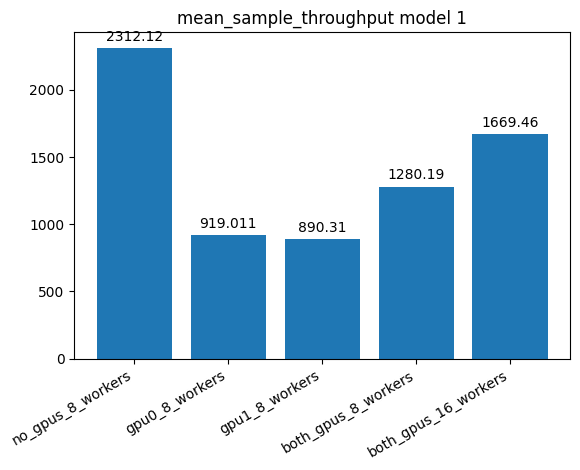 mean_sample_throughput model 1
2312.12
919.011
890.31
1280.19
1669.46
2000
1500
1000
500
0
no_gpus_8_workers
gpu0_8_workers
gpu1_8_workers
both_gpus_8_workers
both_gpus_16_workers